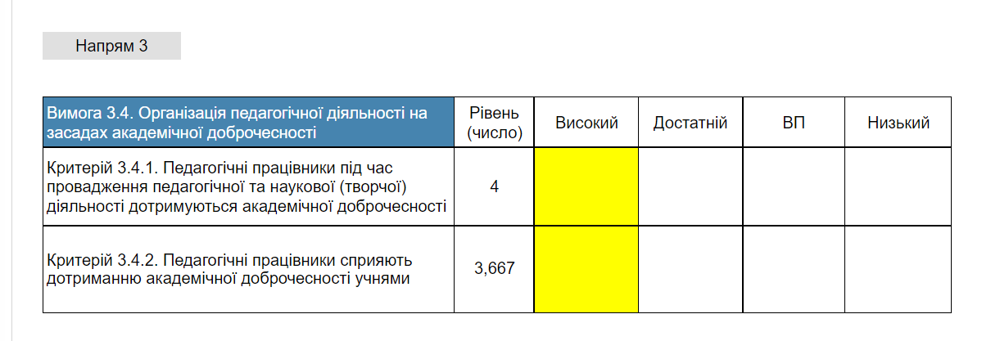 Напрям 3
Вимога 3.4. Організація педагогічної діяльності на
засадах академічної доброчесності
Рівень
(число)
Високий
Достатній
ВП
Низький
Критерій 3.4.1. Педагогічні працівники під час
провадження педагогічної та наукової (творчої)
діяльності дотримуються академічної доброчесності
4
Критерій 3.4.2. Педагогічні працівники сприяють
дотриманню академічної доброчесності учнями
3,667